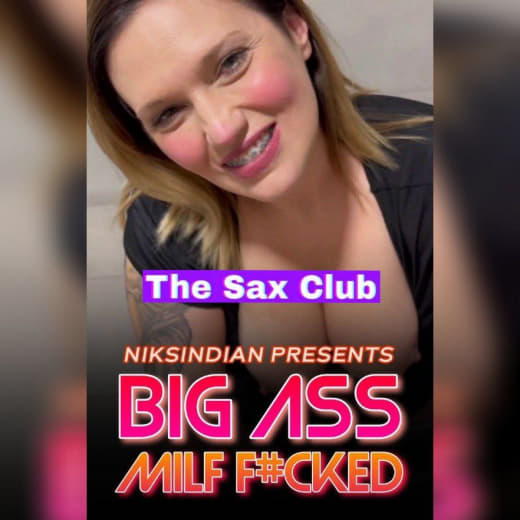 The Sax Club
NIKSINDIAN PRESENTS
BIG ASS
MILF F#CKED